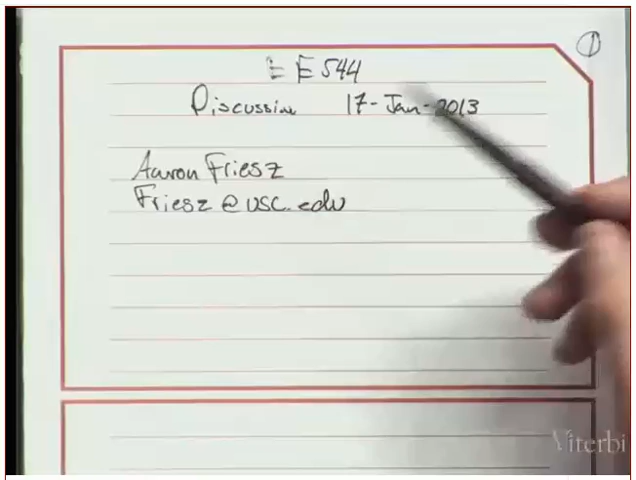 1
EE 544
Discussion 17-Jan-2013
Aaron Friesz
Friesz@usc.edu
Viterbi